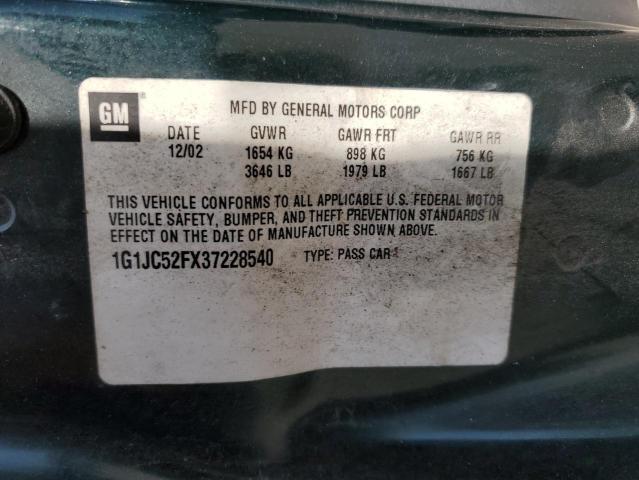 GM ®
MFD BY GENERAL MOTORS CORP
DATE GVWR GAWR FRT GAWR RR
12/02 1654 KG 898 KG 756 KG
3646 LB 1979 LB 1667 LB
THIS VEHICLE CONFORMS TO ALL APPLICABLE U.S. FEDERAL MOTOR
VEHICLE SAFETY, BUMPER, AND THEFT PREVENTION STANDARDS IN
EFFECT ON THE DATE OF MANUFACTURE SHOWN ABOVE.
1G1JC52FX37228540 TYPE: PASS CAR